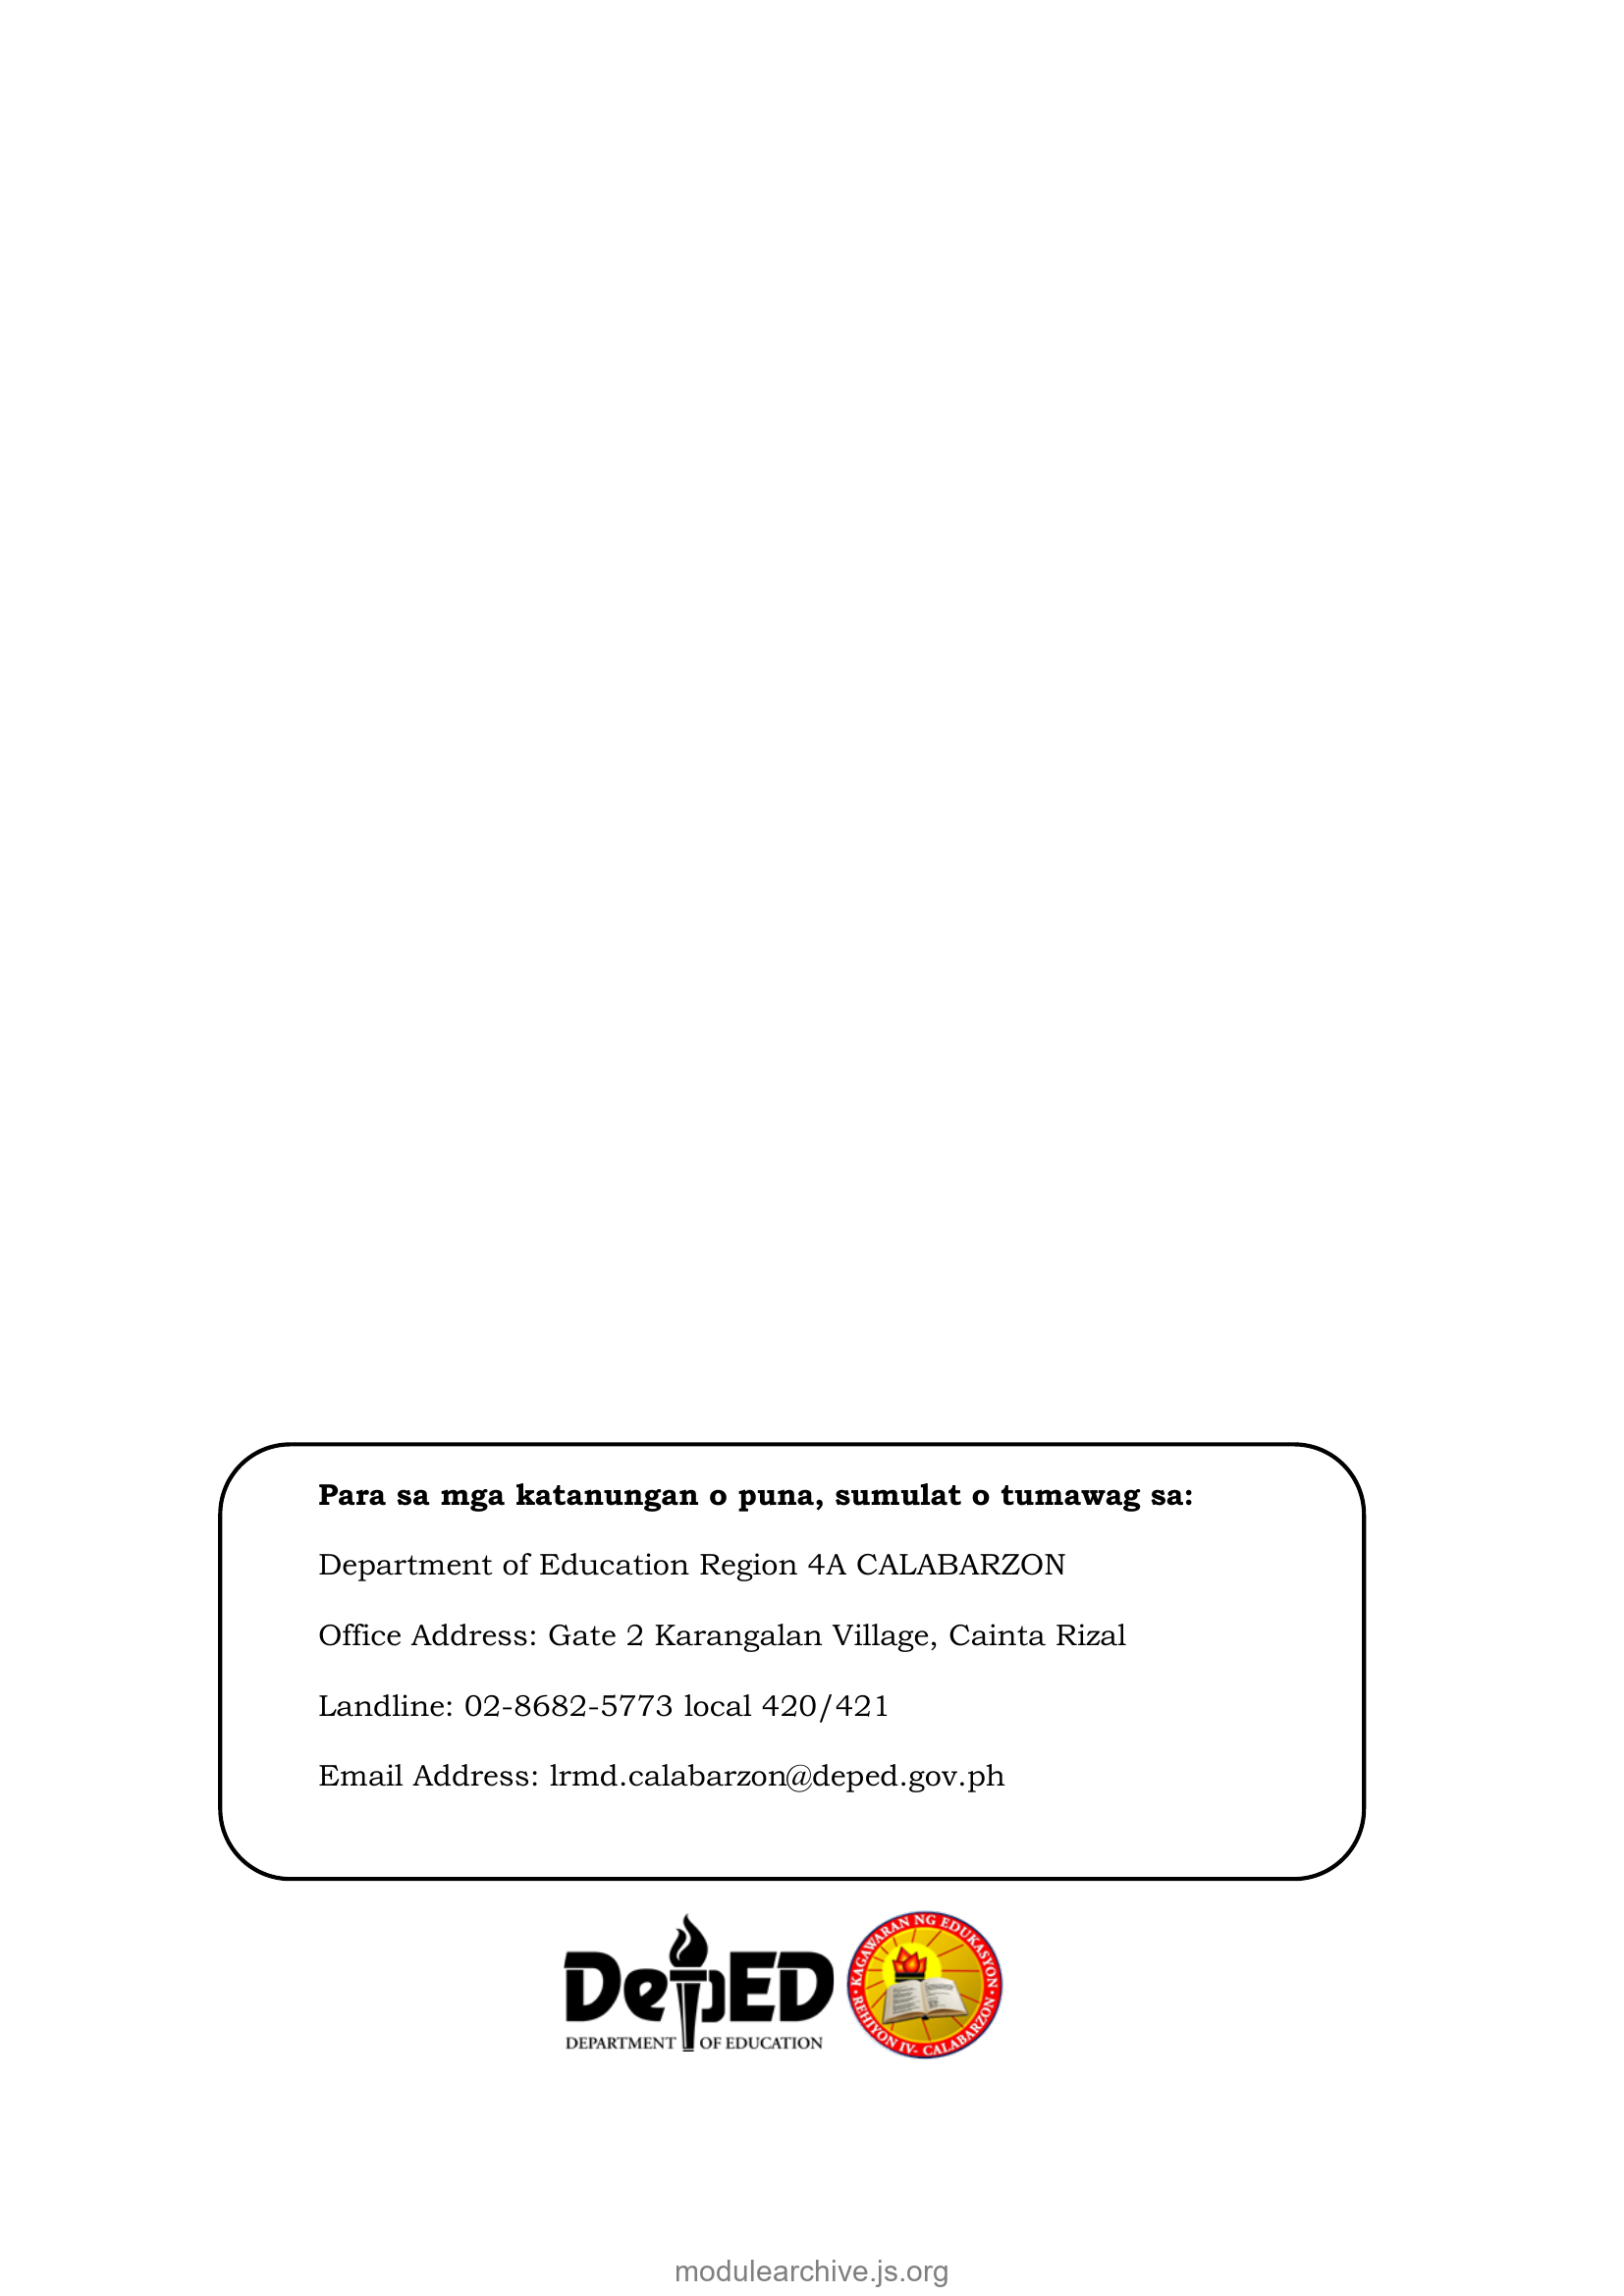 Para sa mga katanungan o puna, sumulat o tumawag sa:
Department of Education Region 4A CALABARZON
Office Address: Gate 2 Karangalan Village, Cainta Rizal
Landline: 02-8682-5773 local 420/421
Email Address: lrmd.calabarzon@deped.gov.ph
DepED
DEPARTMENT OF EDUCATION
KAGAWARAN NG EDUKASYON
REHIYON IV- CALABARZON
modulearchive.js.org